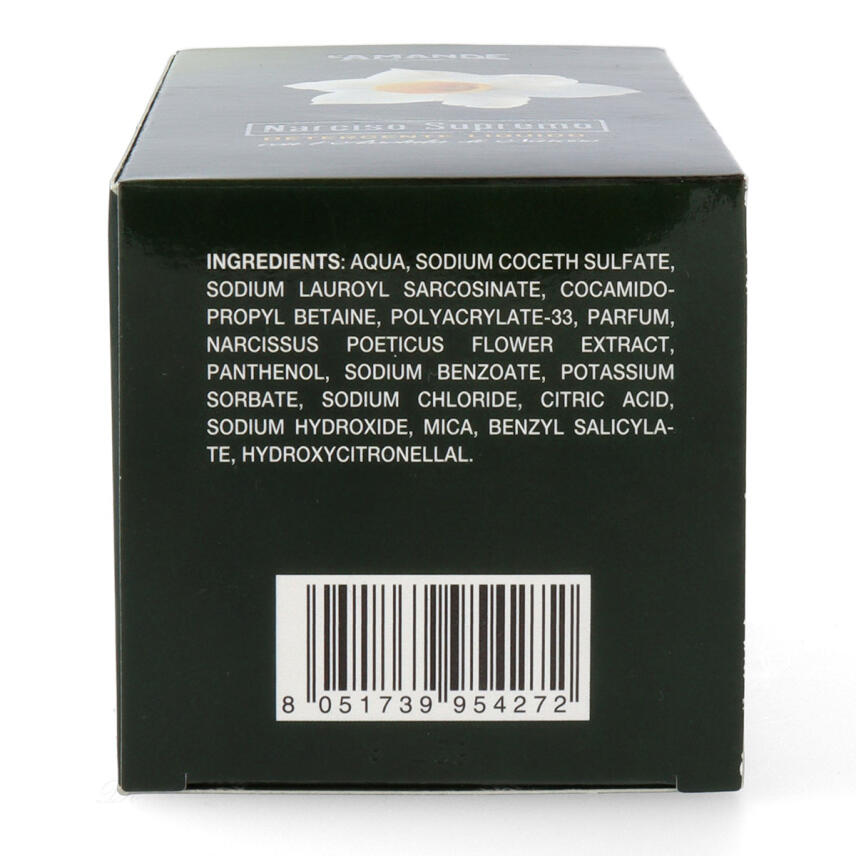 L'AMANDE
Narciso Supremo
DETERGENTE LIQUIDO
INGREDIENTS: AQUA, SODIUM COCETH SULFATE,
SODIUM LAUROYL SARCOSINATE, COCAMIDO-
PROPYL BETAINE, POLYACRYLATE-33, PARFUM,
NARCISSUS POETICUS FLOWER EXTRACT,
PANTHENOL, SODIUM BENZOATE, POTASSIUM
SORBATE, SODIUM CHLORIDE, CITRIC ACID,
SODIUM HYDROXIDE, MICA, BENZYL SALICYLA-
TE, HYDROXYCITRONELLAL.
8 051739 954272